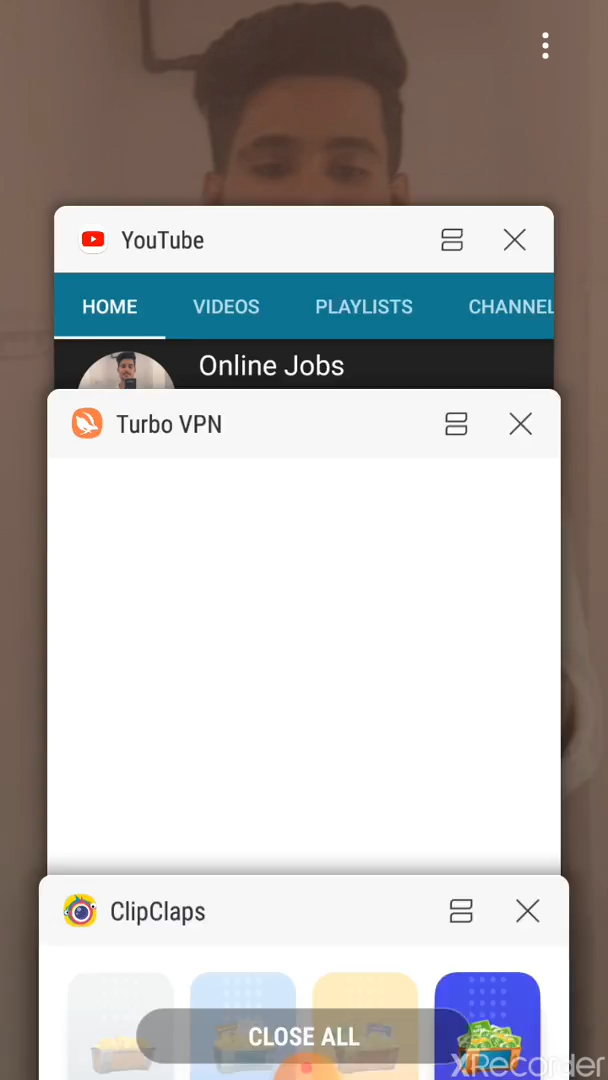 YouTube
HOME VIDEOS PLAYLISTS CHANNEL
Online Jobs
Turbo VPN
ClipClaps
CLOSE ALL
XRecorder